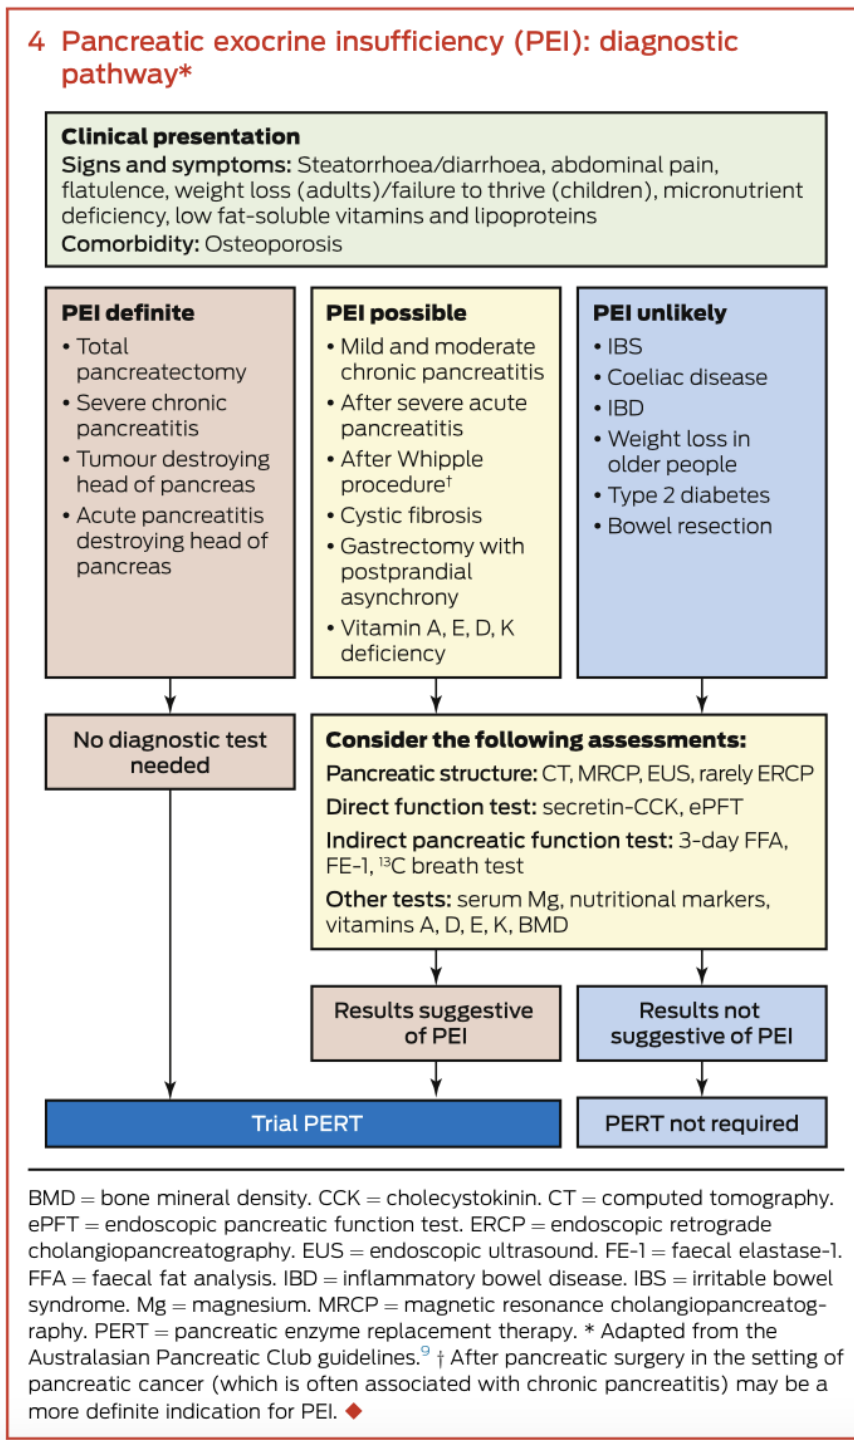 4 Pancreatic exocrine insufficiency (PEI): diagnostic
pathway*
Clinical presentation
Signs and symptoms: Steatorrhoea/diarrhoea, abdominal pain,
flatulence, weight loss (adults)/failure to thrive (children), micronutrient
deficiency, low fat-soluble vitamins and lipoproteins
Comorbidity: Osteoporosis
PEI definite
• Total
pancreatectomy
• Severe chronic
pancreatitis
• Tumour destroying
head of pancreas
• Acute pancreatitis
destroying head of
pancreas
PEI possible
• Mild and moderate
chronic pancreatitis
• After severe acute
pancreatitis
• After Whipple
procedure†
• Cystic fibrosis
• Gastrectomy with
postprandial
asynchrony
• Vitamin A, E, D, K
deficiency
PEI unlikely
• IBS
• Coeliac disease
• IBD
• Weight loss in
older people
• Type 2 diabetes
• Bowel resection
No diagnostic test
needed
Consider the following assessments:
Pancreatic structure: CT, MRCP, EUS, rarely ERCP
Direct function test: secretin-CCK, ePFT
Indirect pancreatic function test: 3-day FFA,
FE-1, ¹³C breath test
Other tests: serum Mg, nutritional markers,
vitamins A, D, E, K, BMD
Results suggestive
of PEI
Results not
suggestive of PEI
Trial PERT
PERT not required
BMD = bone mineral density. CCK = cholecystokinin. CT = computed tomography.
ePFT = endoscopic pancreatic function test. ERCP = endoscopic retrograde
cholangiopancreatography. EUS = endoscopic ultrasound. FE-1 = faecal elastase-1.
FFA = faecal fat analysis. IBD = inflammatory bowel disease. IBS = irritable bowel
syndrome. Mg = magnesium. MRCP = magnetic resonance cholangiopancreatog-
raphy. PERT = pancreatic enzyme replacement therapy. * Adapted from the
Australasian Pancreatic Club guidelines.⁹ † After pancreatic surgery in the setting of
pancreatic cancer (which is often associated with chronic pancreatitis) may be a
more definite indication for PEI. ◆